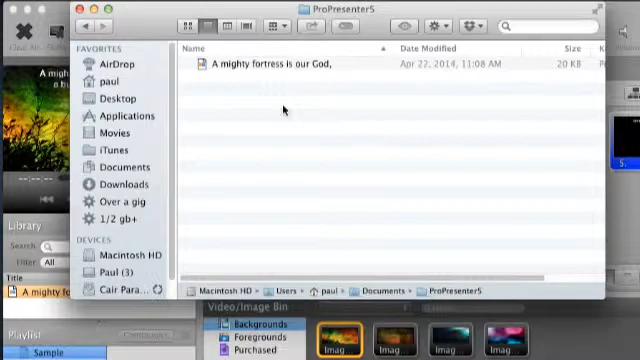 ProPresenter5
Name Date Modified Size
FAVORITES
AirDrop
paul
Desktop
Applications
Movies
iTunes
Documents
Downloads
Over a gig
1/2 gb+
DEVICES
Macintosh HD
Paul (3)
Cair Para...
A mighty fortress is our God, Apr 22, 2014, 11:08 AM 20 KB
Macintosh HD Users paul Documents ProPresenter5
A mighty
Library
Search
Filter All
Title
A mighty fo
Playlist
Sample
Video/Image Bin
Backgrounds
Foregrounds
Purchased
Imag... Imag... Imag... Imag...